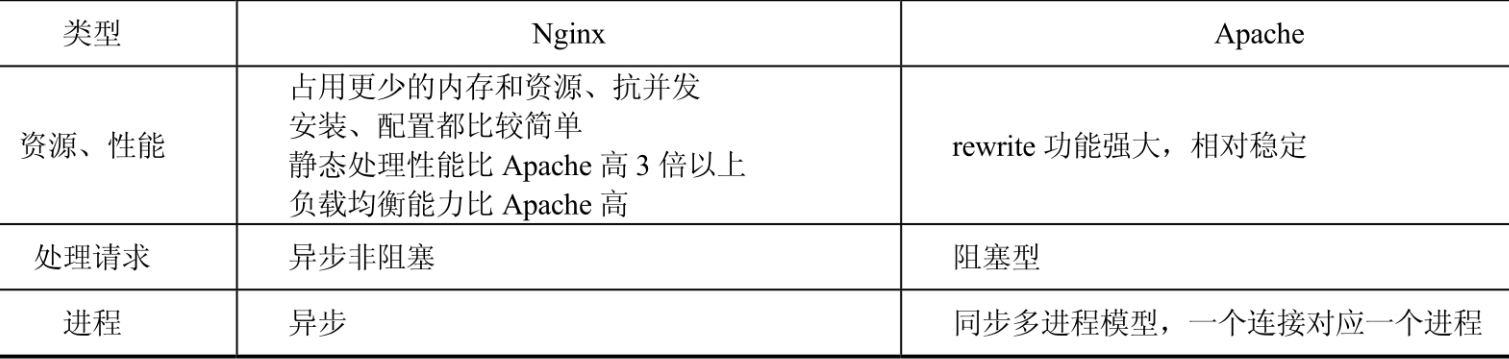 类型 Nginx Apache
资源、性能
占用更少的内存和资源、抗并发
安装、配置都比较简单
静态处理性能比 Apache 高 3 倍以上
负载均衡能力比 Apache 高
rewrite 功能强大，相对稳定
处理请求 异步非阻塞 阻塞型
进程 异步 同步多进程模型，一个连接对应一个进程